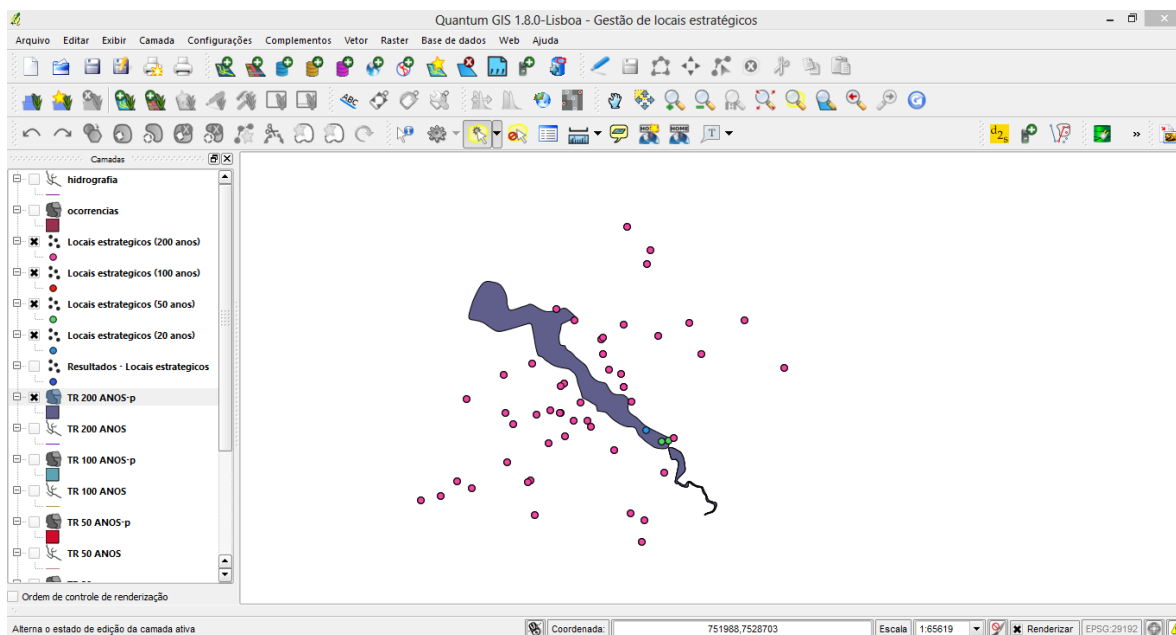 Quantum GIS 1.8.0-Lisboa - Gestão de locais estratégicos
Arquivo Editar Exibir Camada Configurações Complementos Vetor Raster Base de dados Web Ajuda
ABC
HOME
T
d2s
»
Camadas
hidrografia
ocorrencias
Locais estrategicos (200 anos)
Locais estrategicos (100 anos)
Locais estrategicos (50 anos)
Locais estrategicos (20 anos)
Resultados - Locais estrategicos
TR 200 ANOS-p
TR 200 ANOS
TR 100 ANOS-p
TR 100 ANOS
TR 50 ANOS-p
TR 50 ANOS
Ordem de controle de renderização
Alterna o estado de edição da camada ativa
Coordenada: 751988,7528703 Escala 1:65619 Renderizar EPSG:29192